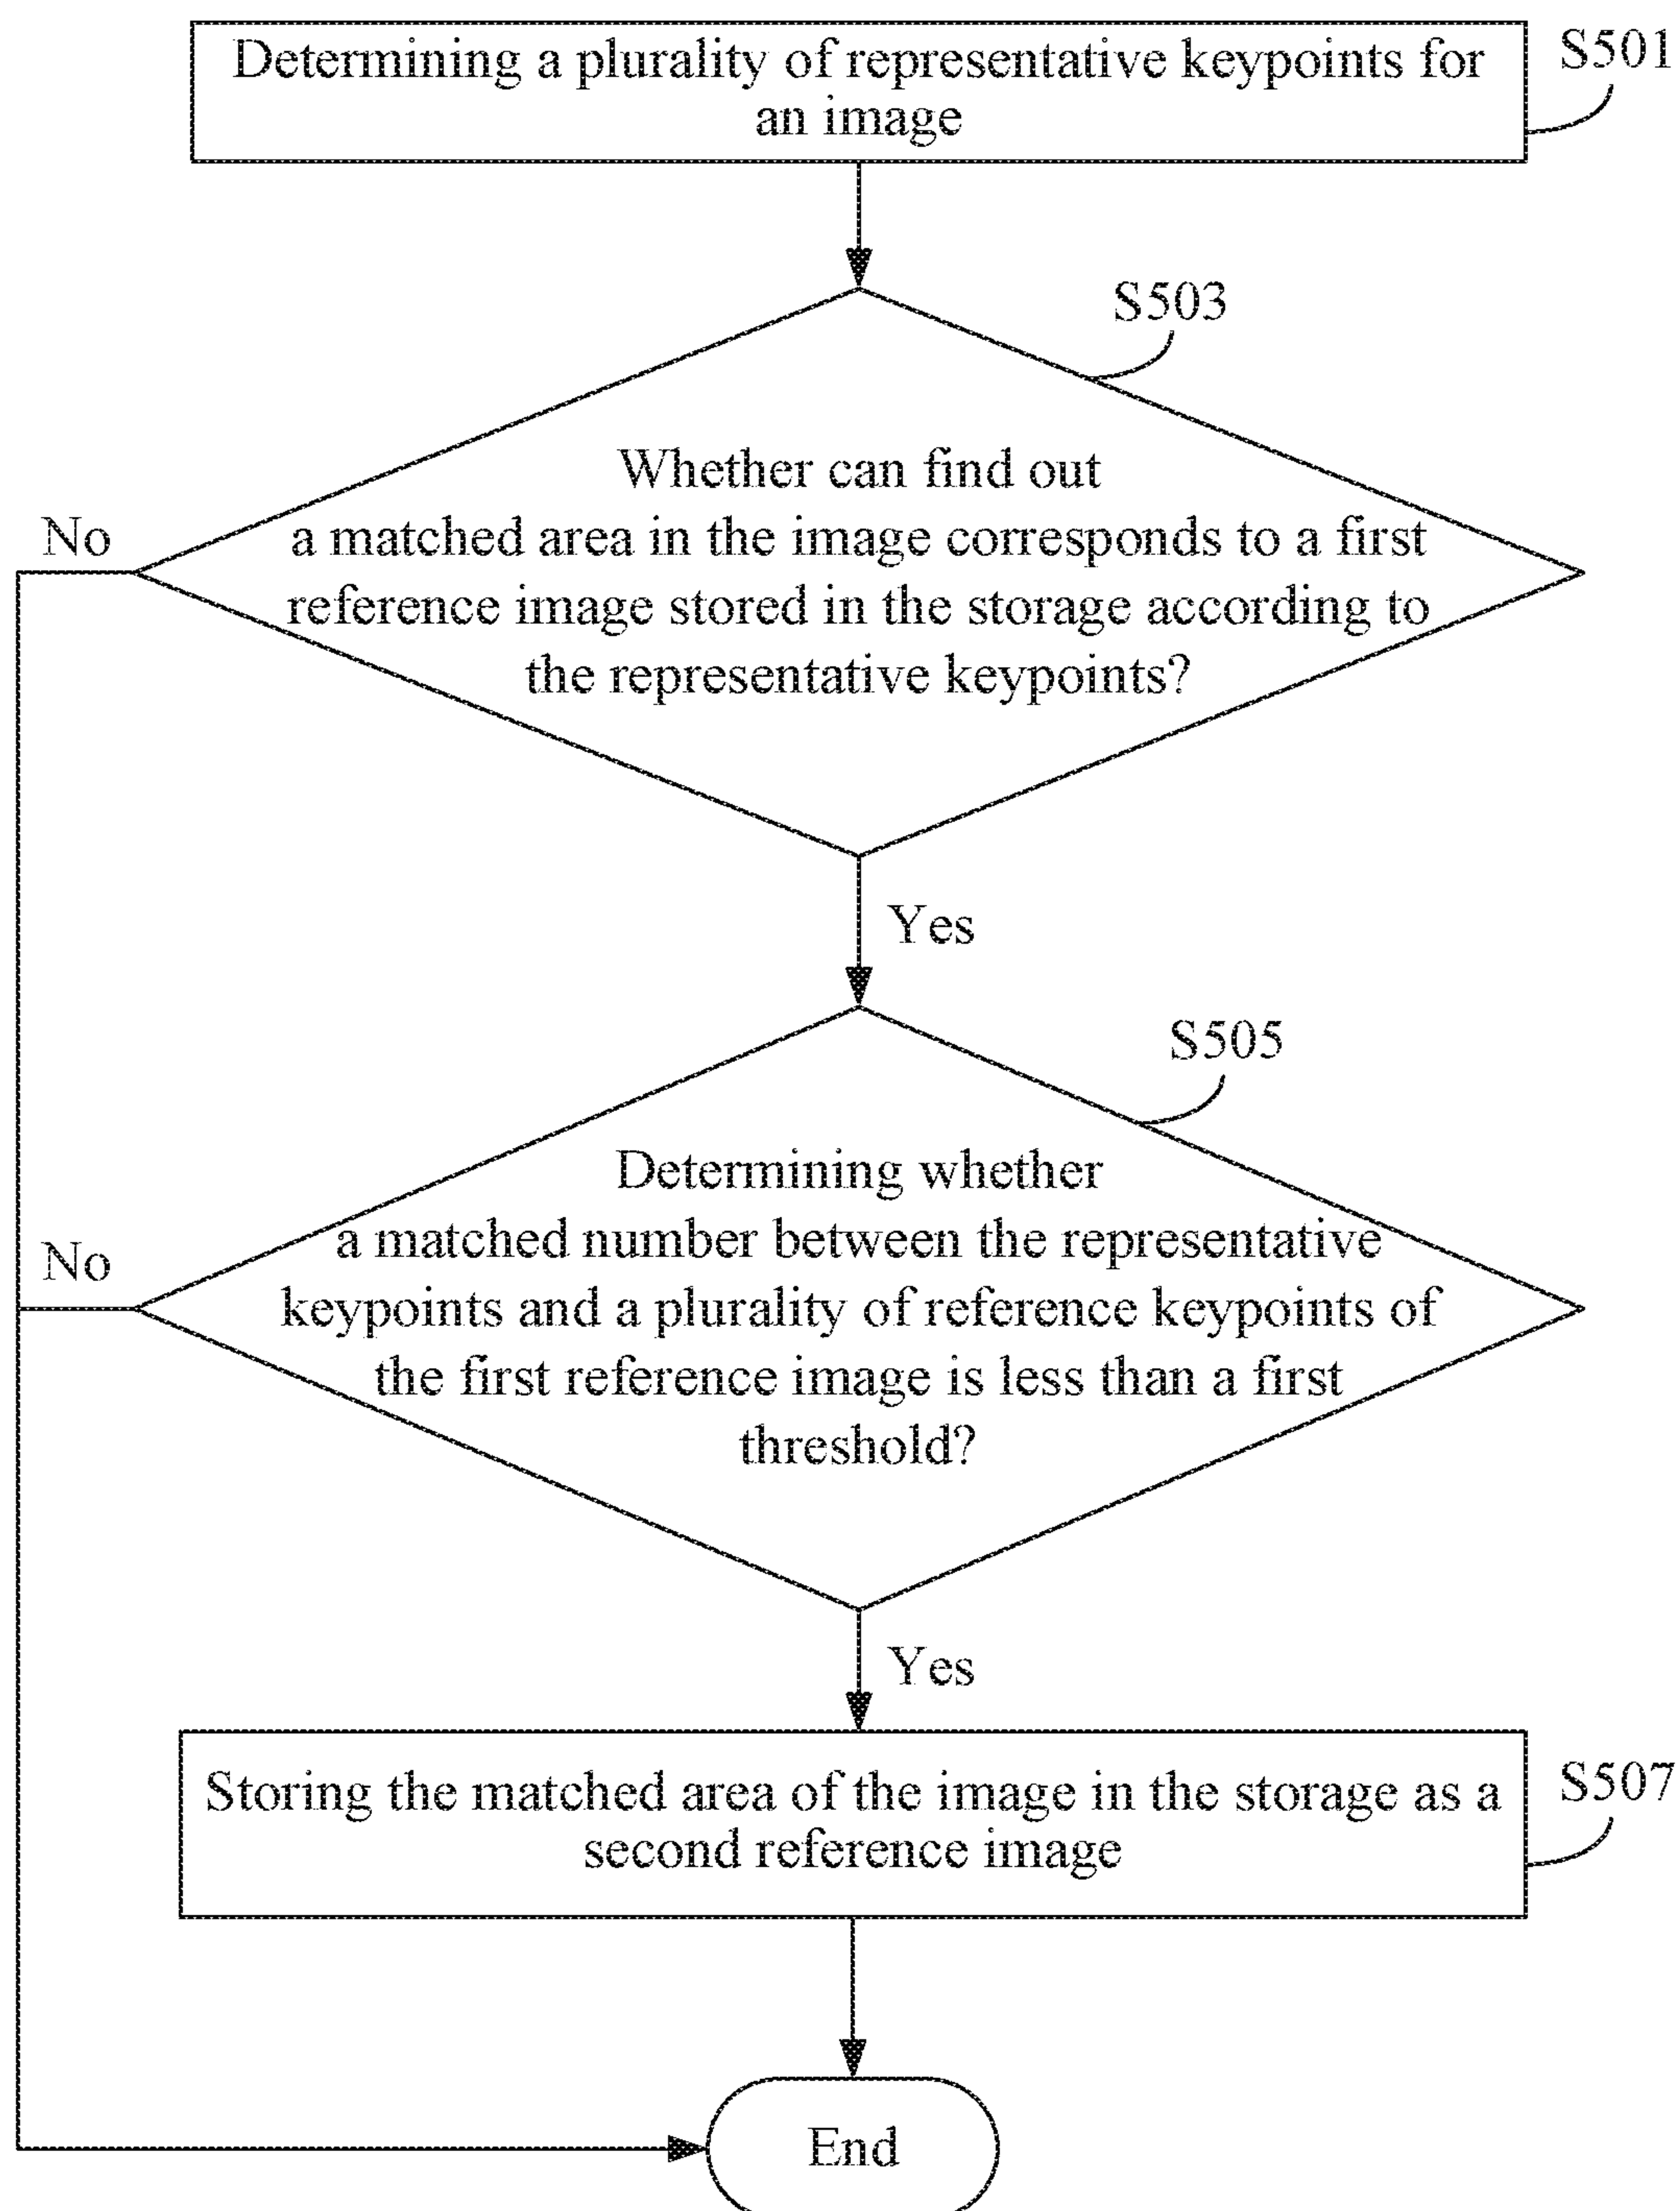 Determining a plurality of representative keypoints for
an image
S501
S503
Whether can find out
a matched area in the image corresponds to a first
reference image stored in the storage according to
the representative keypoints?
No
Yes
S505
Determining whether
a matched number between the representative
keypoints and a plurality of reference keypoints of
the first reference image is less than a first
threshold?
No
Yes
Storing the matched area of the image in the storage as a
second reference image
S507
End